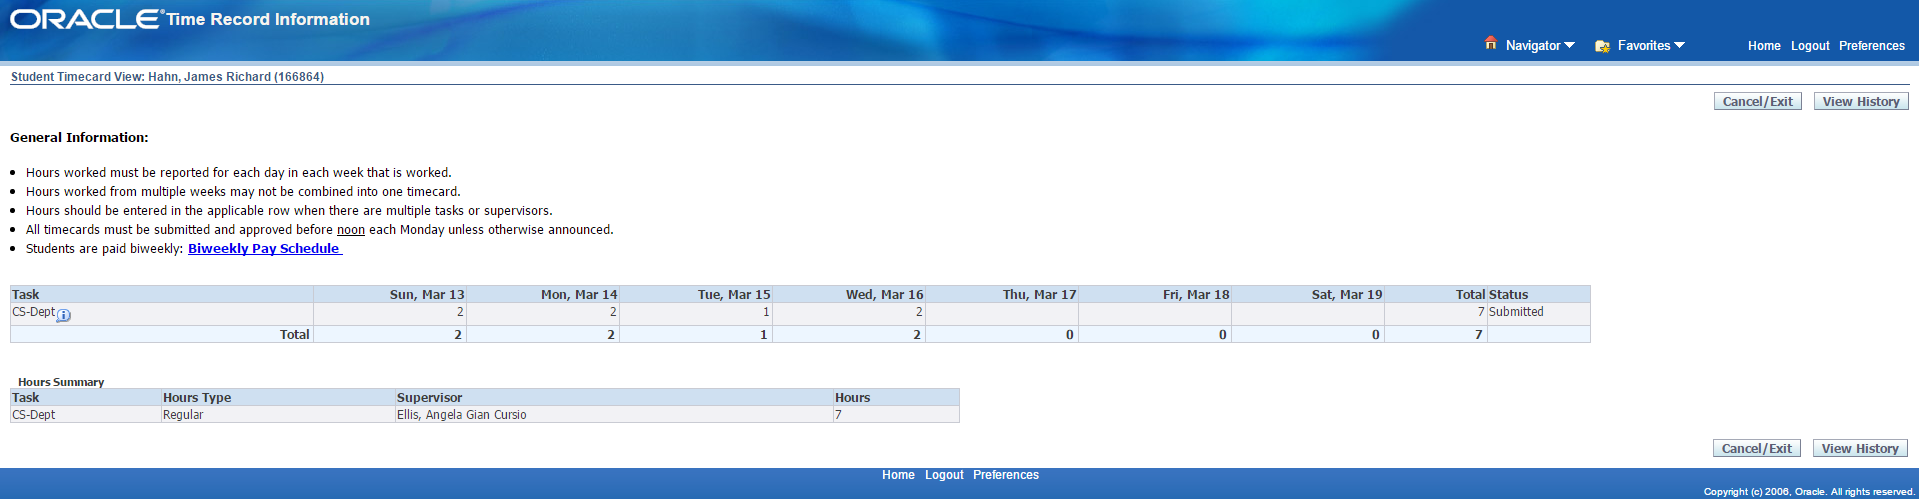 ORACLE® Time Record Information
Navigator Favorites Home Logout Preferences
Student Timecard View: Hahn, James Richard (166864)
Cancel/Exit View History
General Information:
• Hours worked must be reported for each day in each week that is worked.
• Hours worked from multiple weeks may not be combined into one timecard.
• Hours should be entered in the applicable row when there are multiple tasks or supervisors.
• All timecards must be submitted and approved before noon each Monday unless otherwise announced.
• Students are paid biweekly: Biweekly Pay Schedule
Task Sun, Mar 13 Mon, Mar 14 Tue, Mar 15 Wed, Mar 16 Thu, Mar 17 Fri, Mar 18 Sat, Mar 19 Total Status
CS-Dept 2 2 1 2 7 Submitted
Total 2 2 1 2 0 0 0 7
Hours Summary
Task Hours Type Supervisor Hours
CS-Dept Regular Ellis, Angela Gian Cursio 7
Cancel/Exit View History
Home Logout Preferences
Copyright (c) 2006, Oracle. All rights reserved.